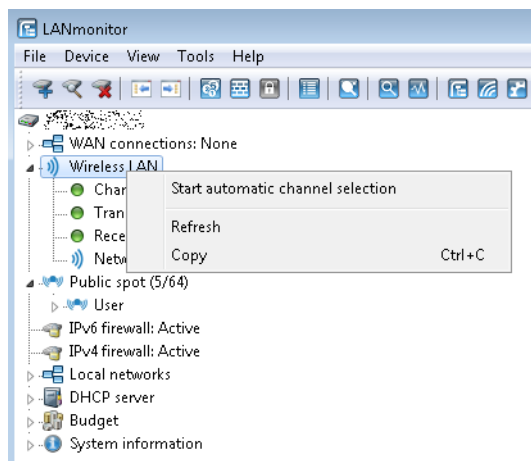 LANmonitor
File Device View Tools Help
WAN connections: None
Wireless LAN
Start automatic channel selection
Refresh
Copy Ctrl+C
Public spot (5/64)
User
IPv6 firewall: Active
IPv4 firewall: Active
Local networks
DHCP server
Budget
System information